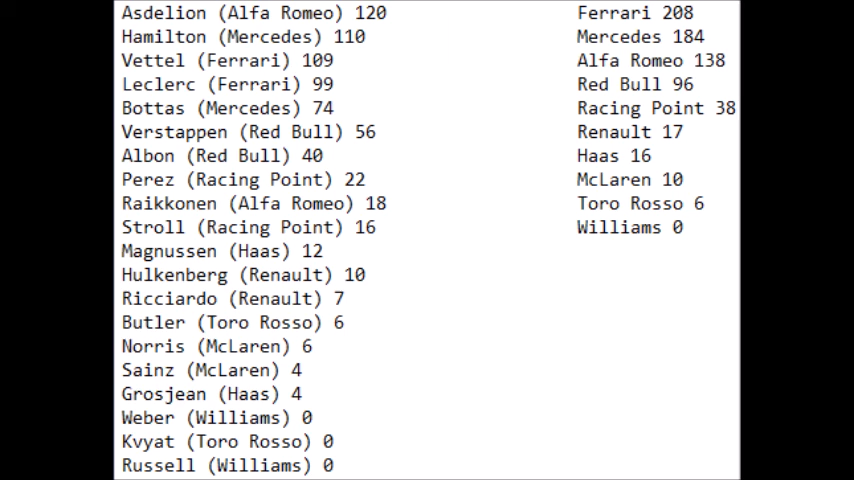 Asdelion (Alfa Romeo) 120
Hamilton (Mercedes) 110
Vettel (Ferrari) 109
Leclerc (Ferrari) 99
Bottas (Mercedes) 74
Verstappen (Red Bull) 56
Albon (Red Bull) 40
Perez (Racing Point) 22
Raikkonen (Alfa Romeo) 18
Stroll (Racing Point) 16
Magnussen (Haas) 12
Hulkenberg (Renault) 10
Ricciardo (Renault) 7
Butler (Toro Rosso) 6
Norris (McLaren) 6
Sainz (McLaren) 4
Grosjean (Haas) 4
Weber (Williams) 0
Kvyat (Toro Rosso) 0
Russell (Williams) 0
Ferrari 208
Mercedes 184
Alfa Romeo 138
Red Bull 96
Racing Point 38
Renault 17
Haas 16
McLaren 10
Toro Rosso 6
Williams 0